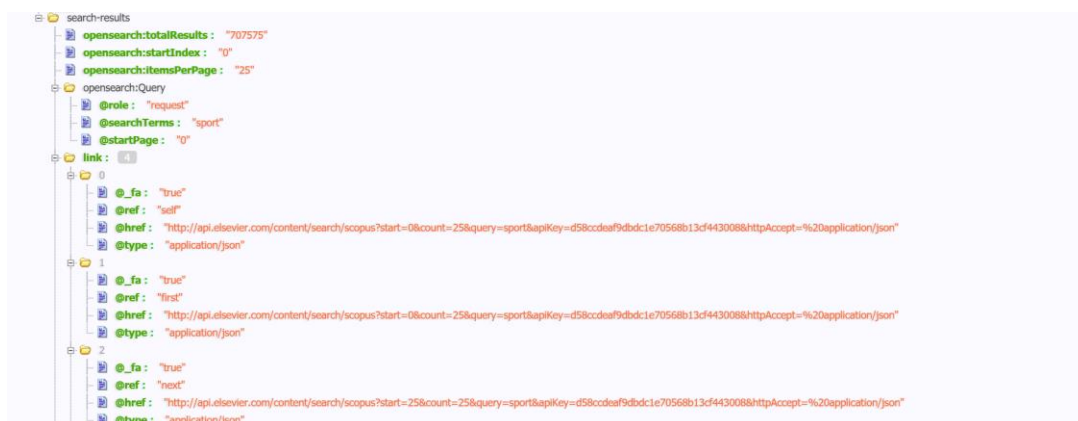 search-results
opensearch:totalResults : "707575"
opensearch:startIndex : "0"
opensearch:itemsPerPage : "25"
opensearch:Query
@role : "request"
@searchTerms : "sport"
@startPage : "0"
link : 4
0
@_fa : "true"
@ref : "self"
@href : "http://api.elsevier.com/content/search/scopus?start=0&count=25&query=sport&apiKey=d58ccdeaf9dbdc1e70568b13cf443008&httpAccept=%20application/json"
@type : "application/json"
1
@_fa : "true"
@ref : "first"
@href : "http://api.elsevier.com/content/search/scopus?start=0&count=25&query=sport&apiKey=d58ccdeaf9dbdc1e70568b13cf443008&httpAccept=%20application/json"
@type : "application/json"
2
@_fa : "true"
@ref : "next"
@href : "http://api.elsevier.com/content/search/scopus?start=25&count=25&query=sport&apiKey=d58ccdeaf9dbdc1e70568b13cf443008&httpAccept=%20application/json"
@type : "application/json"